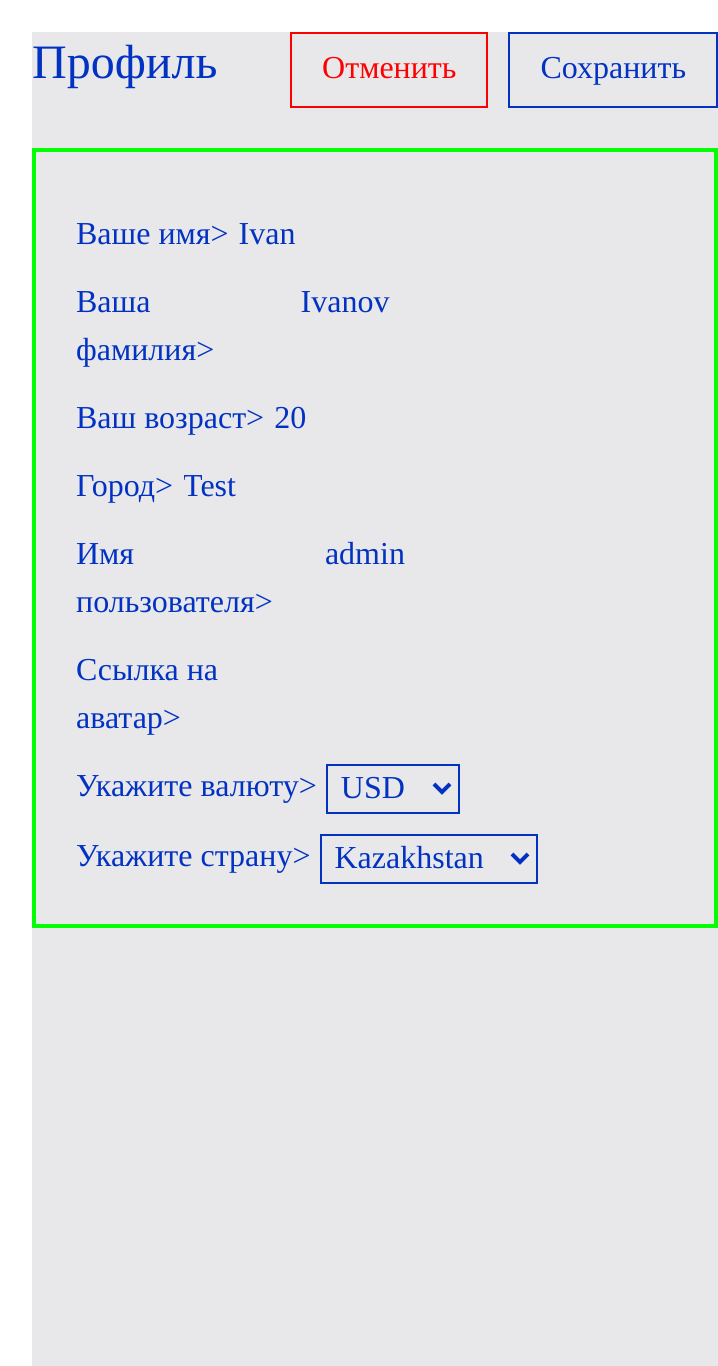 Профиль Отменить Сохранить
Ваше имя> Ivan
Ваша Ivanov
фамилия>
Ваш возраст> 20
Город> Test
Имя admin
пользователя>
Ссылка на
аватар>
Укажите валюту> USD
Укажите страну> Kazakhstan